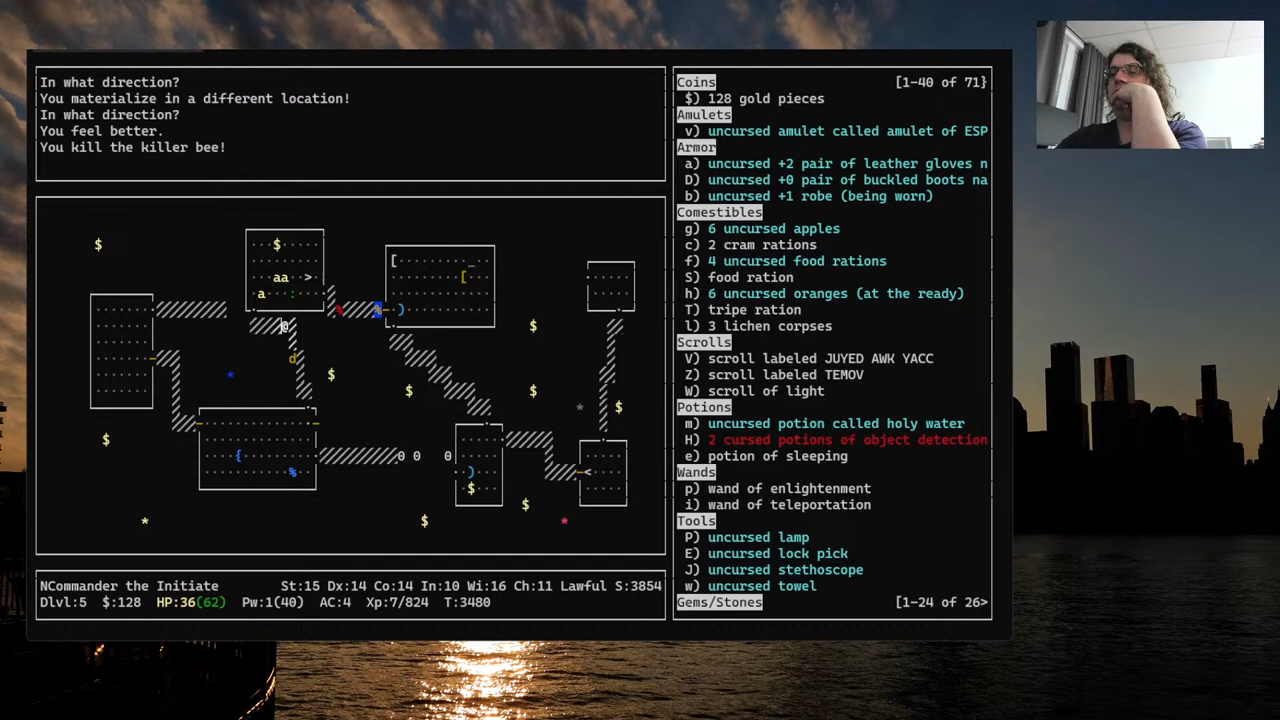 In what direction?
You materialize in a different location!
In what direction?
You feel better.
You kill the killer bee!
NCommander the Initiate St:15 Dx:14 Co:14 In:10 Wi:16 Ch:11 Lawful S:3854
Dlvl:5 $:128 HP:36(62) Pw:1(40) AC:4 Xp:7/824 T:3480
Coins [1-40 of 71}
$) 128 gold pieces
Amulets
v) uncursed amulet called amulet of ESP
Armor
a) uncursed +2 pair of leather gloves n
D) uncursed +0 pair of buckled boots na
b) uncursed +1 robe (being worn)
Comestibles
g) 6 uncursed apples
c) 2 cram rations
f) 4 uncursed food rations
S) food ration
h) 6 uncursed oranges (at the ready)
T) tripe ration
l) 3 lichen corpses
Scrolls
V) scroll labeled JUYED AWK YACC
Z) scroll labeled TEMOV
W) scroll of light
Potions
m) uncursed potion called holy water
H) 2 cursed potions of object detection
e) potion of sleeping
Wands
p) wand of enlightenment
i) wand of teleportation
Tools
P) uncursed lamp
E) uncursed lock pick
J) uncursed stethoscope
w) uncursed towel
Gems/Stones [1-24 of 26>